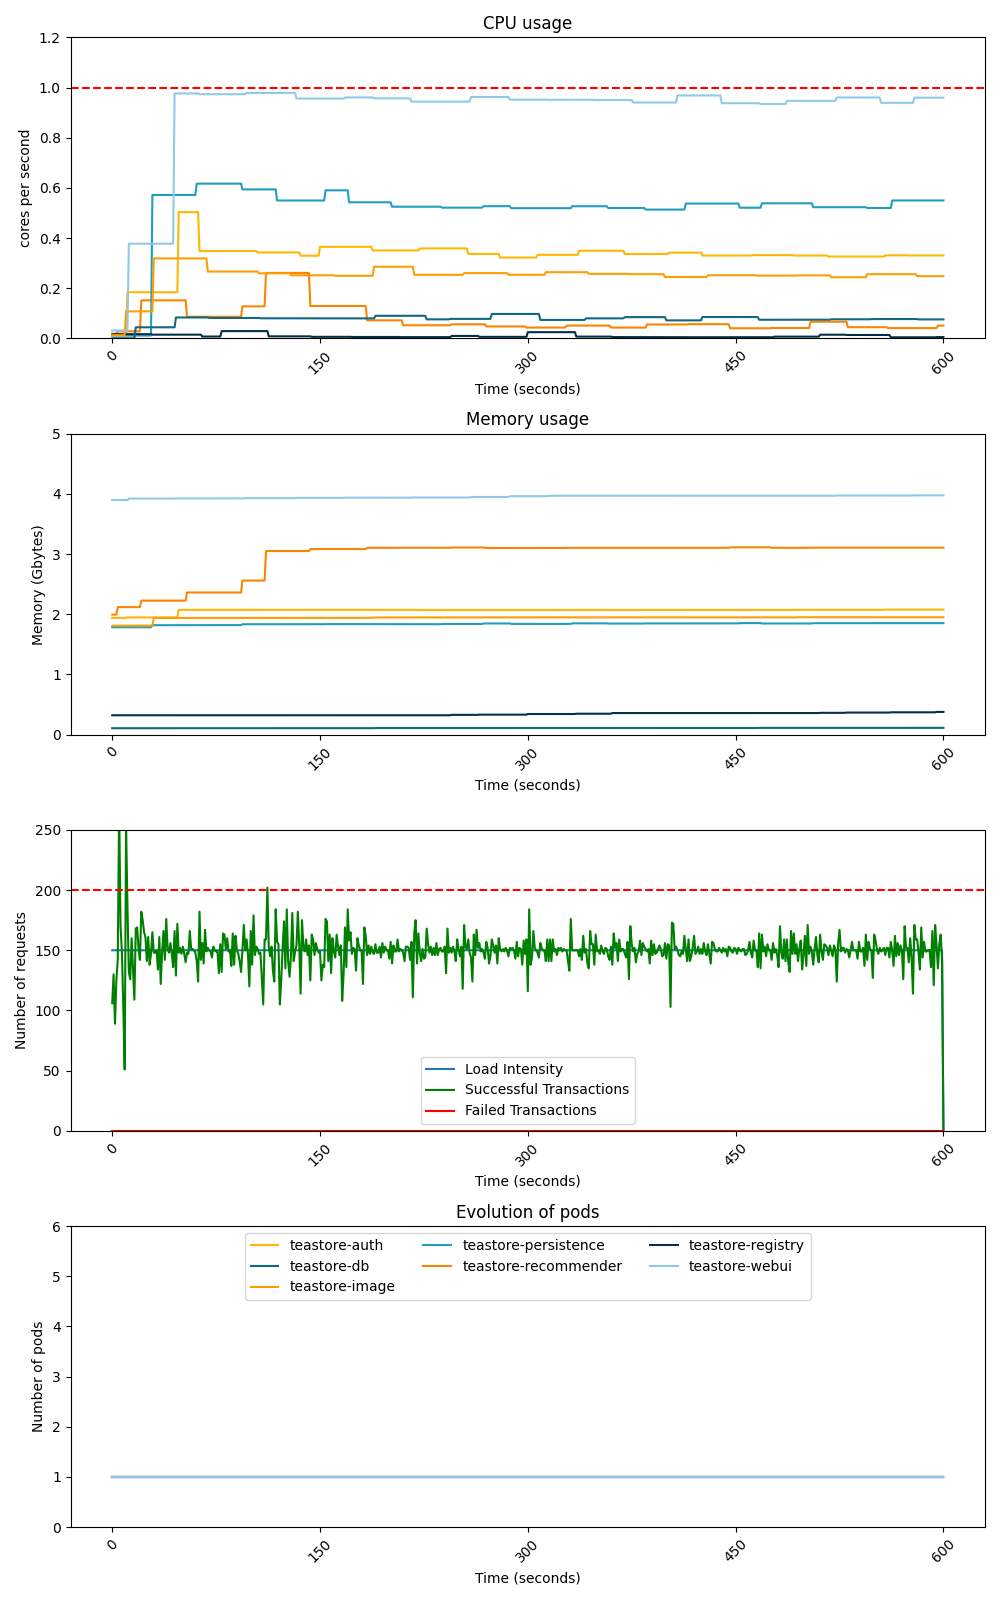 CPU usage
1.2
1.0
0.8
0.6
0.4
0.2
0.0
cores per second
0 150 300 450 600
Time (seconds)
Memory usage
5
4
3
2
1
0
Memory (Gbytes)
0 150 300 450 600
Time (seconds)
250
200
150
100
50
0
Number of requests
Load Intensity
Successful Transactions
Failed Transactions
0 150 300 450 600
Time (seconds)
Evolution of pods
6
5
4
3
2
1
0
Number of pods
teastore-auth teastore-persistence teastore-registry
teastore-db teastore-recommender teastore-webui
teastore-image
0 150 300 450 600
Time (seconds)